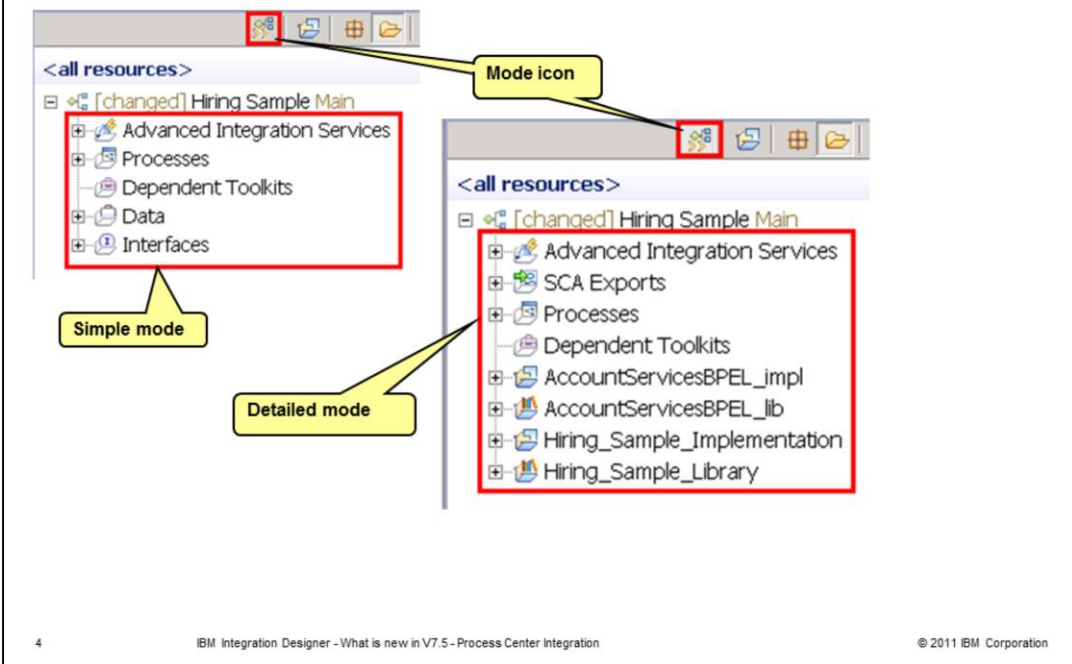 <all resources>
[changed] Hiring Sample Main
Advanced Integration Services
Processes
Dependent Toolkits
Data
Interfaces
Simple mode
Mode icon
<all resources>
[changed] Hiring Sample Main
Advanced Integration Services
SCA Exports
Processes
Dependent Toolkits
AccountServicesBPEL_impl
AccountServicesBPEL_lib
Hiring_Sample_Implementation
Hiring_Sample_Library
Detailed mode
4 IBM Integration Designer - What is new in V7.5 - Process Center Integration © 2011 IBM Corporation